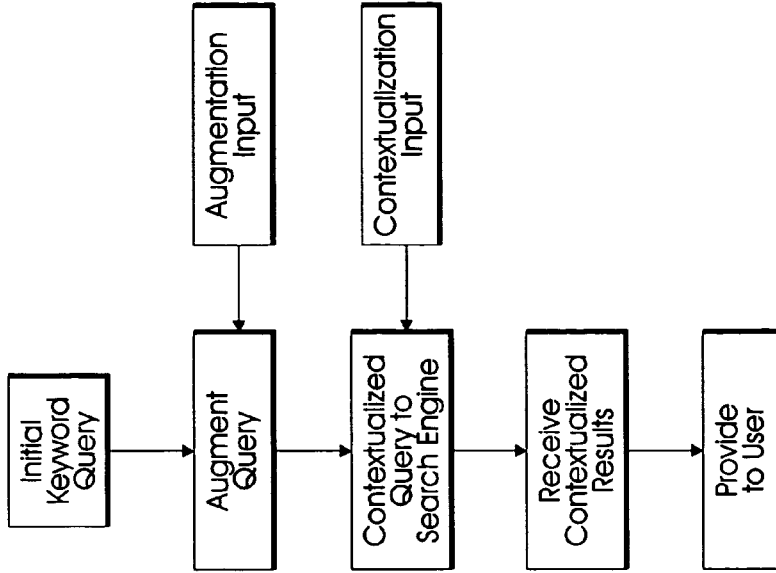 Initial
Keyword
Query
Augment
Query
Augmentation
Input
Contextualized
Query to
Search Engine
Contextualization
Input
Receive
Contextualized
Results
Provide
to User